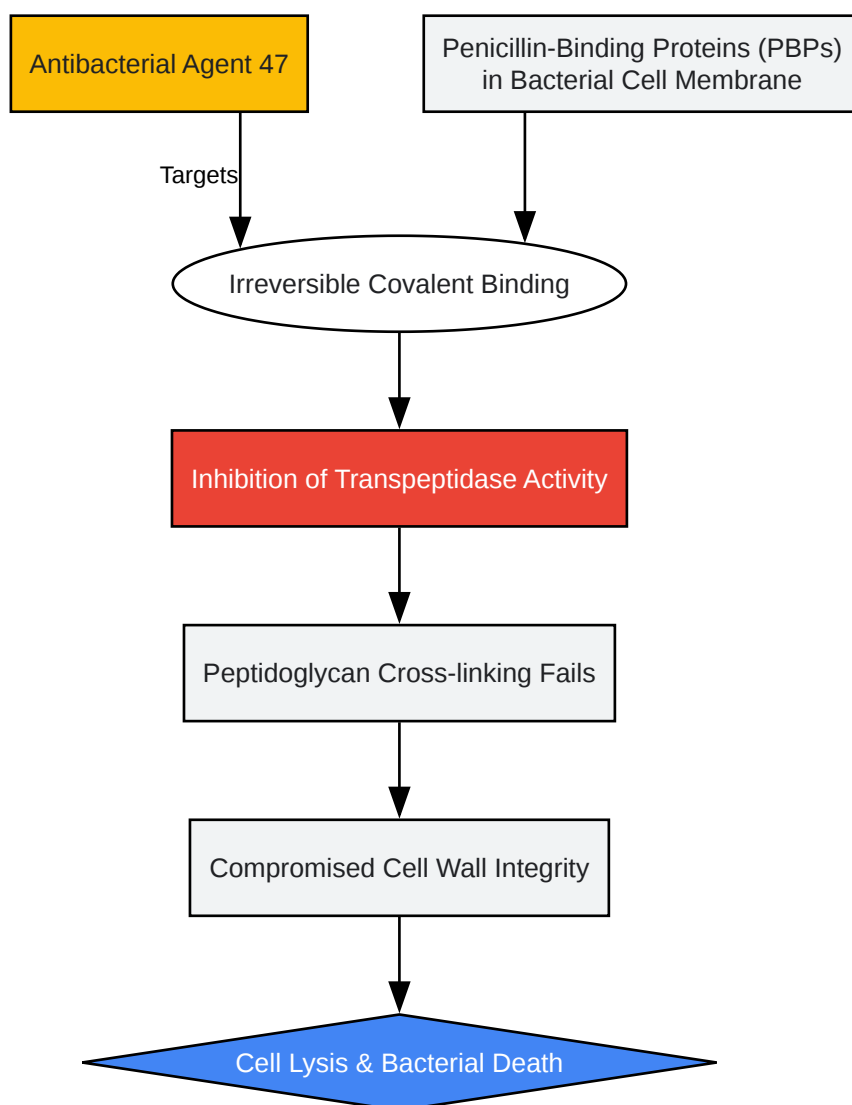 Antibacterial Agent 47
Penicillin-Binding Proteins (PBPs)
in Bacterial Cell Membrane
Targets
Irreversible Covalent Binding
Inhibition of Transpeptidase Activity
Peptidoglycan Cross-linking Fails
Compromised Cell Wall Integrity
Cell Lysis & Bacterial Death